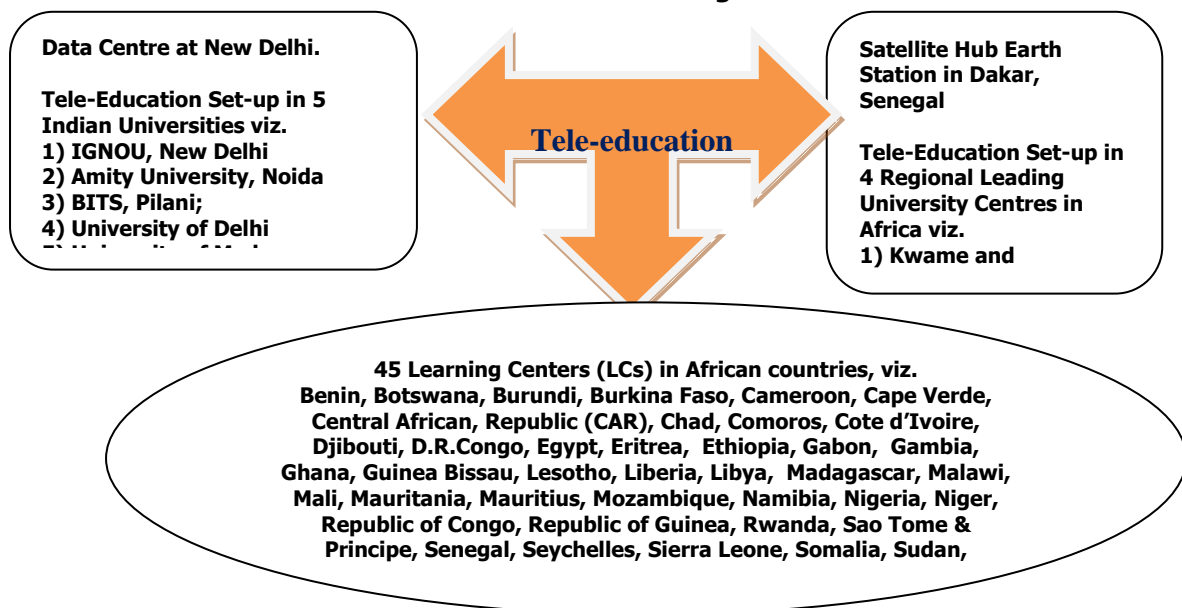 Data Centre at New Delhi.
Tele-Education Set-up in 5
Indian Universities viz.
1) IGNOU, New Delhi
2) Amity University, Noida
3) BITS, Pilani;
4) University of Delhi
Tele-education
Satellite Hub Earth
Station in Dakar,
Senegal
Tele-Education Set-up in
4 Regional Leading
University Centres in
Africa viz.
1) Kwame and
45 Learning Centers (LCs) in African countries, viz.
Benin, Botswana, Burundi, Burkina Faso, Cameroon, Cape Verde,
Central African, Republic (CAR), Chad, Comoros, Cote d’Ivoire,
Djibouti, D.R.Congo, Egypt, Eritrea, Ethiopia, Gabon, Gambia,
Ghana, Guinea Bissau, Lesotho, Liberia, Libya, Madagascar, Malawi,
Mali, Mauritania, Mauritius, Mozambique, Namibia, Nigeria, Niger,
Republic of Congo, Republic of Guinea, Rwanda, Sao Tome &
Principe, Senegal, Seychelles, Sierra Leone, Somalia, Sudan,